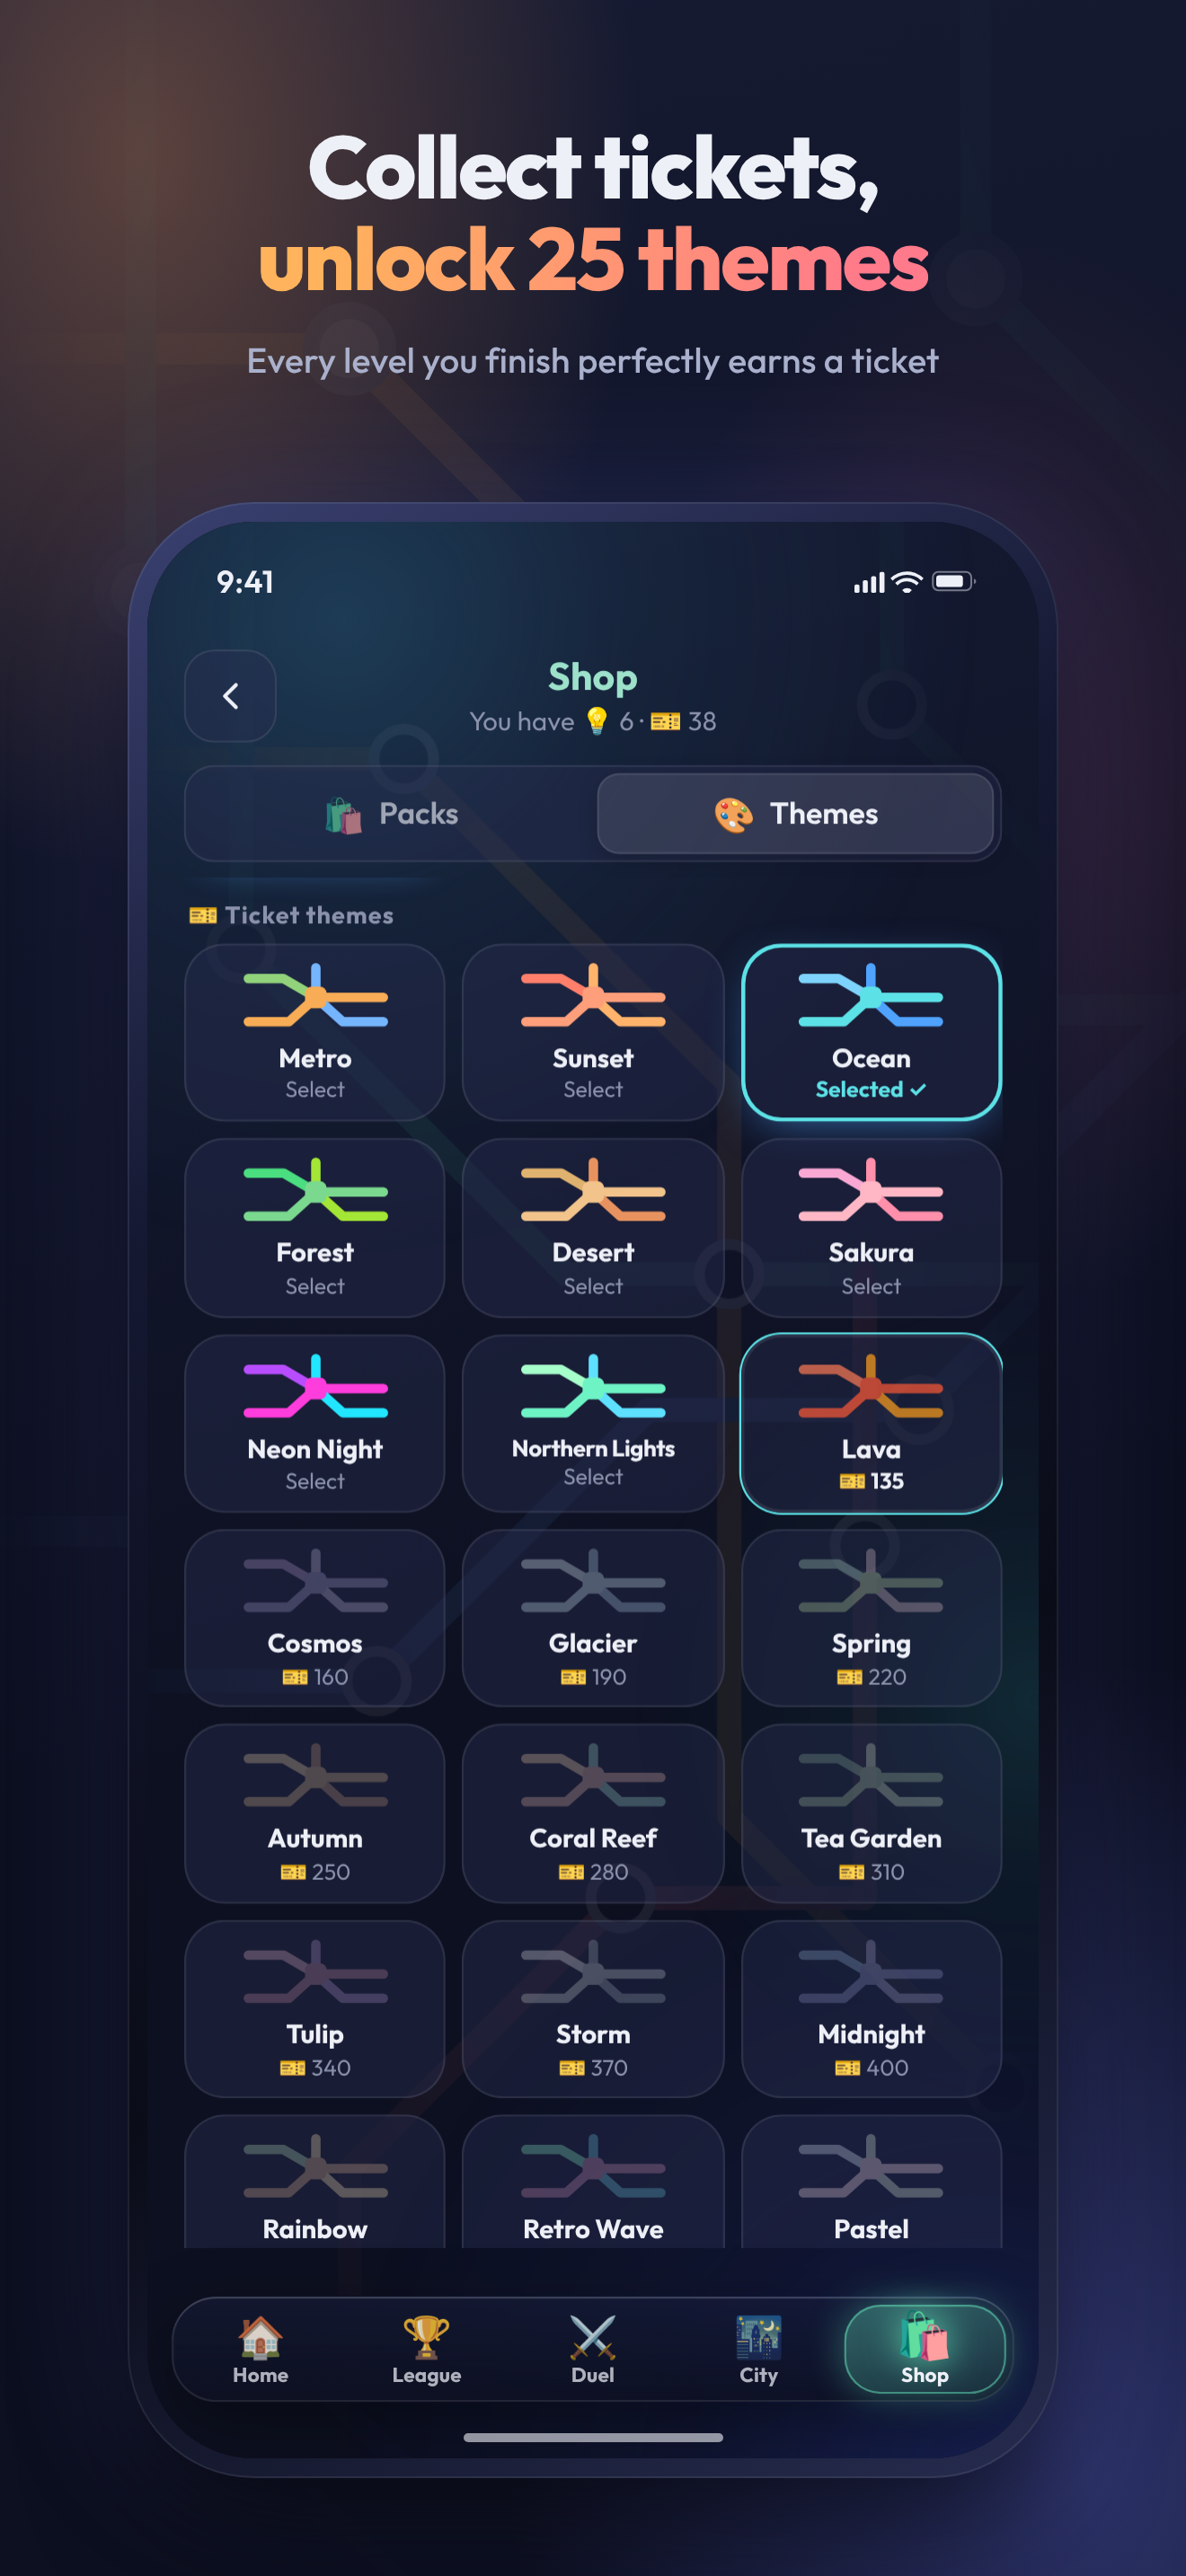 Collect tickets,
unlock 25 themes
Every level you finish perfectly earns a ticket
9:41
Shop
You have 💡 6 · 🎫 38
🛍️ Packs
🎨 Themes
🎫 Ticket themes
Metro
Select
Sunset
Select
Ocean
Selected ✓
Forest
Select
Desert
Select
Sakura
Select
Neon Night
Select
Northern Lights
Select
Lava
🎫 135
Cosmos
🎫 160
Glacier
🎫 190
Spring
🎫 220
Autumn
🎫 250
Coral Reef
🎫 280
Tea Garden
🎫 310
Tulip
🎫 340
Storm
🎫 370
Midnight
🎫 400
Rainbow
Retro Wave
Pastel
Home
League
Duel
City
Shop